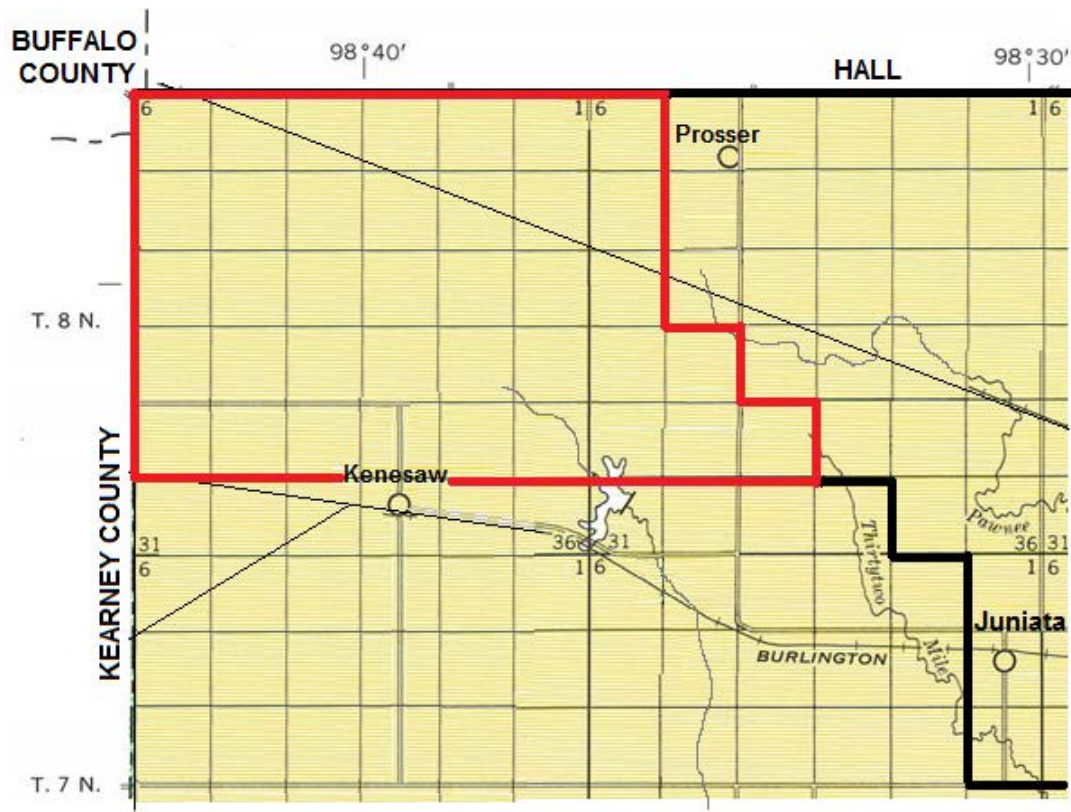 BUFFALO
COUNTY
98°40'
HALL
98°30'
6
1 6
1 6
Prosser
T. 8 N.
KEARNEY COUNTY
Kenesaw
Pawnee
31
6
36 31
1 6
36 31
1 6
Thirtytwo
Mile
Juniata
BURLINGTON
T. 7 N.